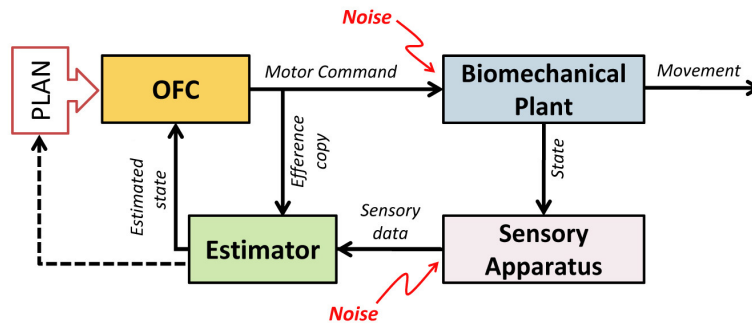 Noise
PLAN
OFC
Motor Command
Biomechanical
Plant
Movement
Estimated
state
Efference
copy
State
Estimator
Sensory
data
Sensory
Apparatus
Noise